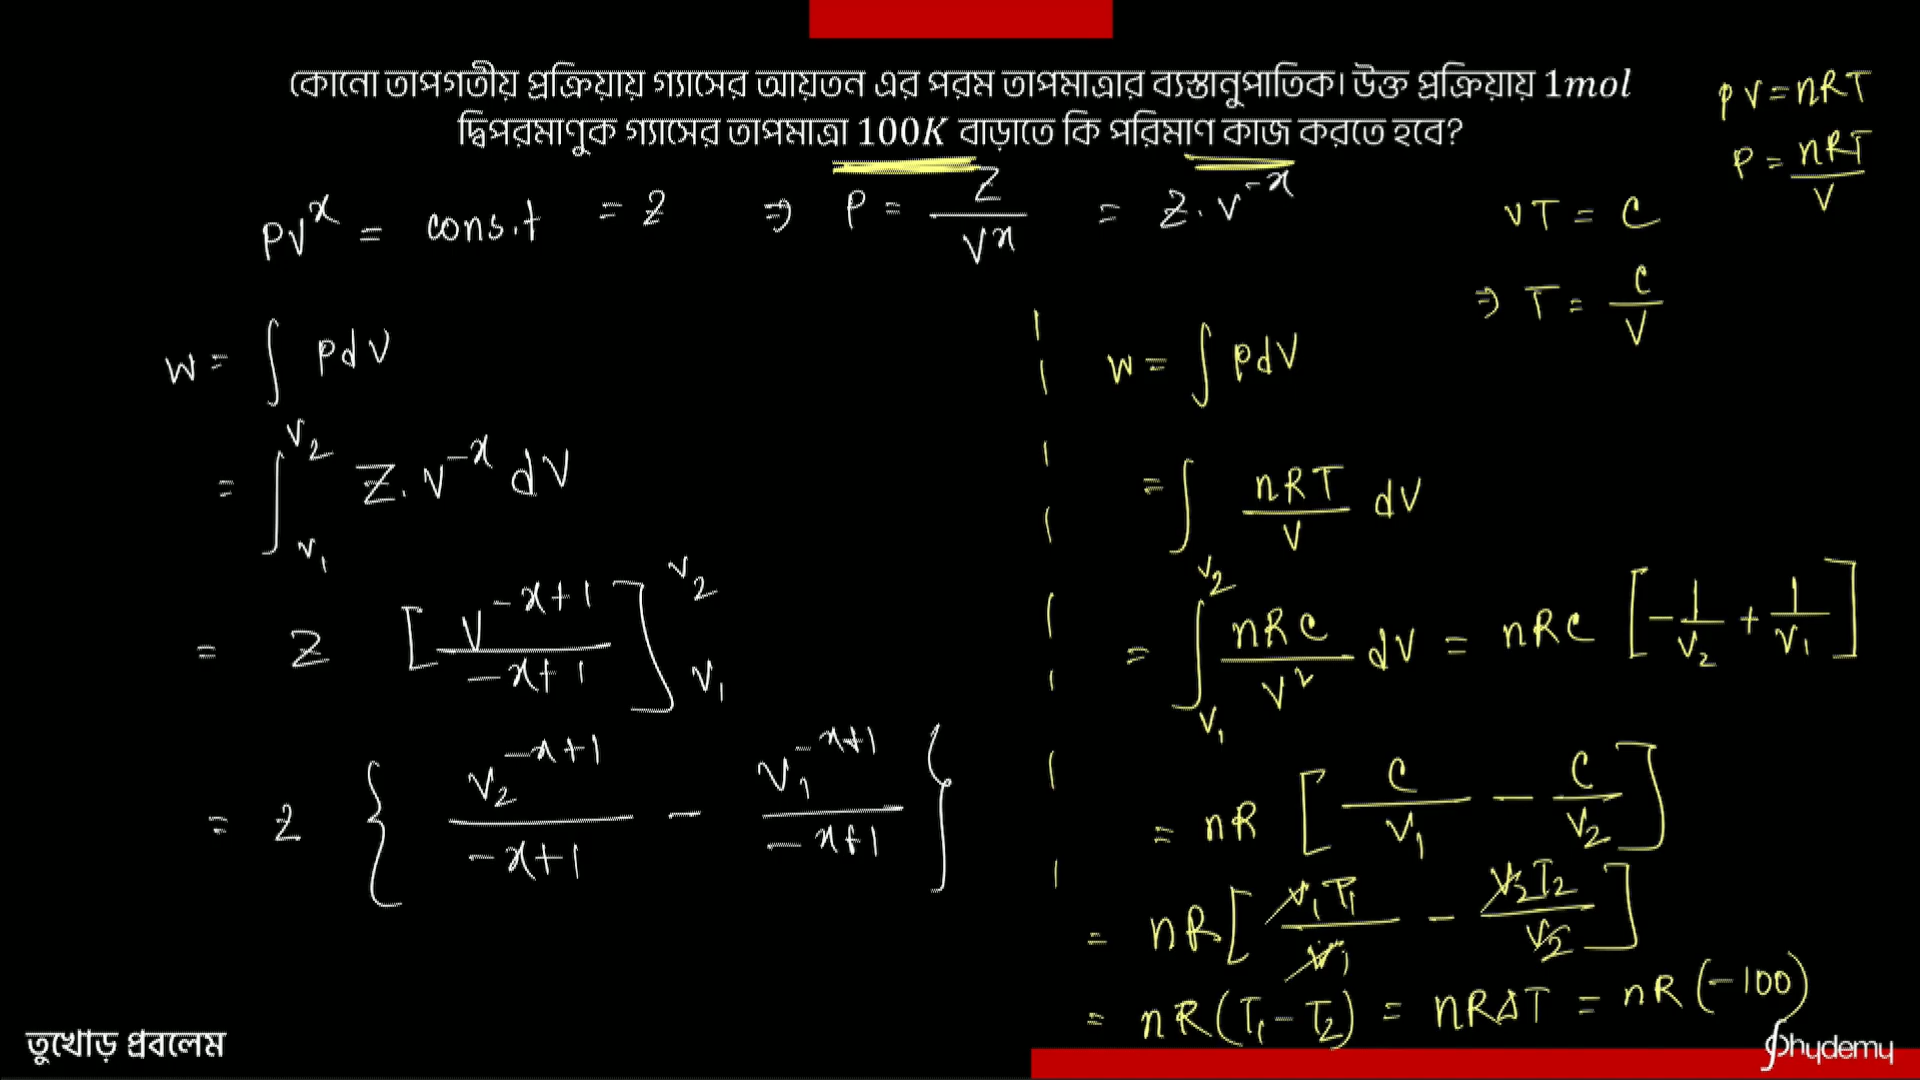 কোনো তাপগতীয় প্রক্রিয়ায় গ্যাসের আয়তন এর পরম তাপমাত্রার ব্যস্তানুপাতিক। উক্ত প্রক্রিয়ায় 1mol
দ্বিপরমাণুক গ্যাসের তাপমাত্রা 100K বাড়াতে কি পরিমাণ কাজ করতে হবে?
PV^x = cons.t = Z ⇒ P = Z/V^x = Z.V^-x
W = ∫ PdV
= ∫_{V1}^{V2} Z.V^-x dV
= Z [V^{-x+1}/-x+1]_{V1}^{V2}
= Z {V2^{-x+1}/-x+1 - V1^{-x+1}/-x+1}
PV = nRT
P = nRT/V
VT = C
⇒ T = C/V
W = ∫ PdV
= ∫ nRT/V dV
= ∫_{V1}^{V2} nRC/V^2 dV = nRC [-1/V2 + 1/V1]
= nR [C/V1 - C/V2]
= nR [V1T1/V1 - V2T2/V2]
= nR(T1 - T2) = nRΔT = nR(-100)
তুখোড় প্রবলেম
Phydemy